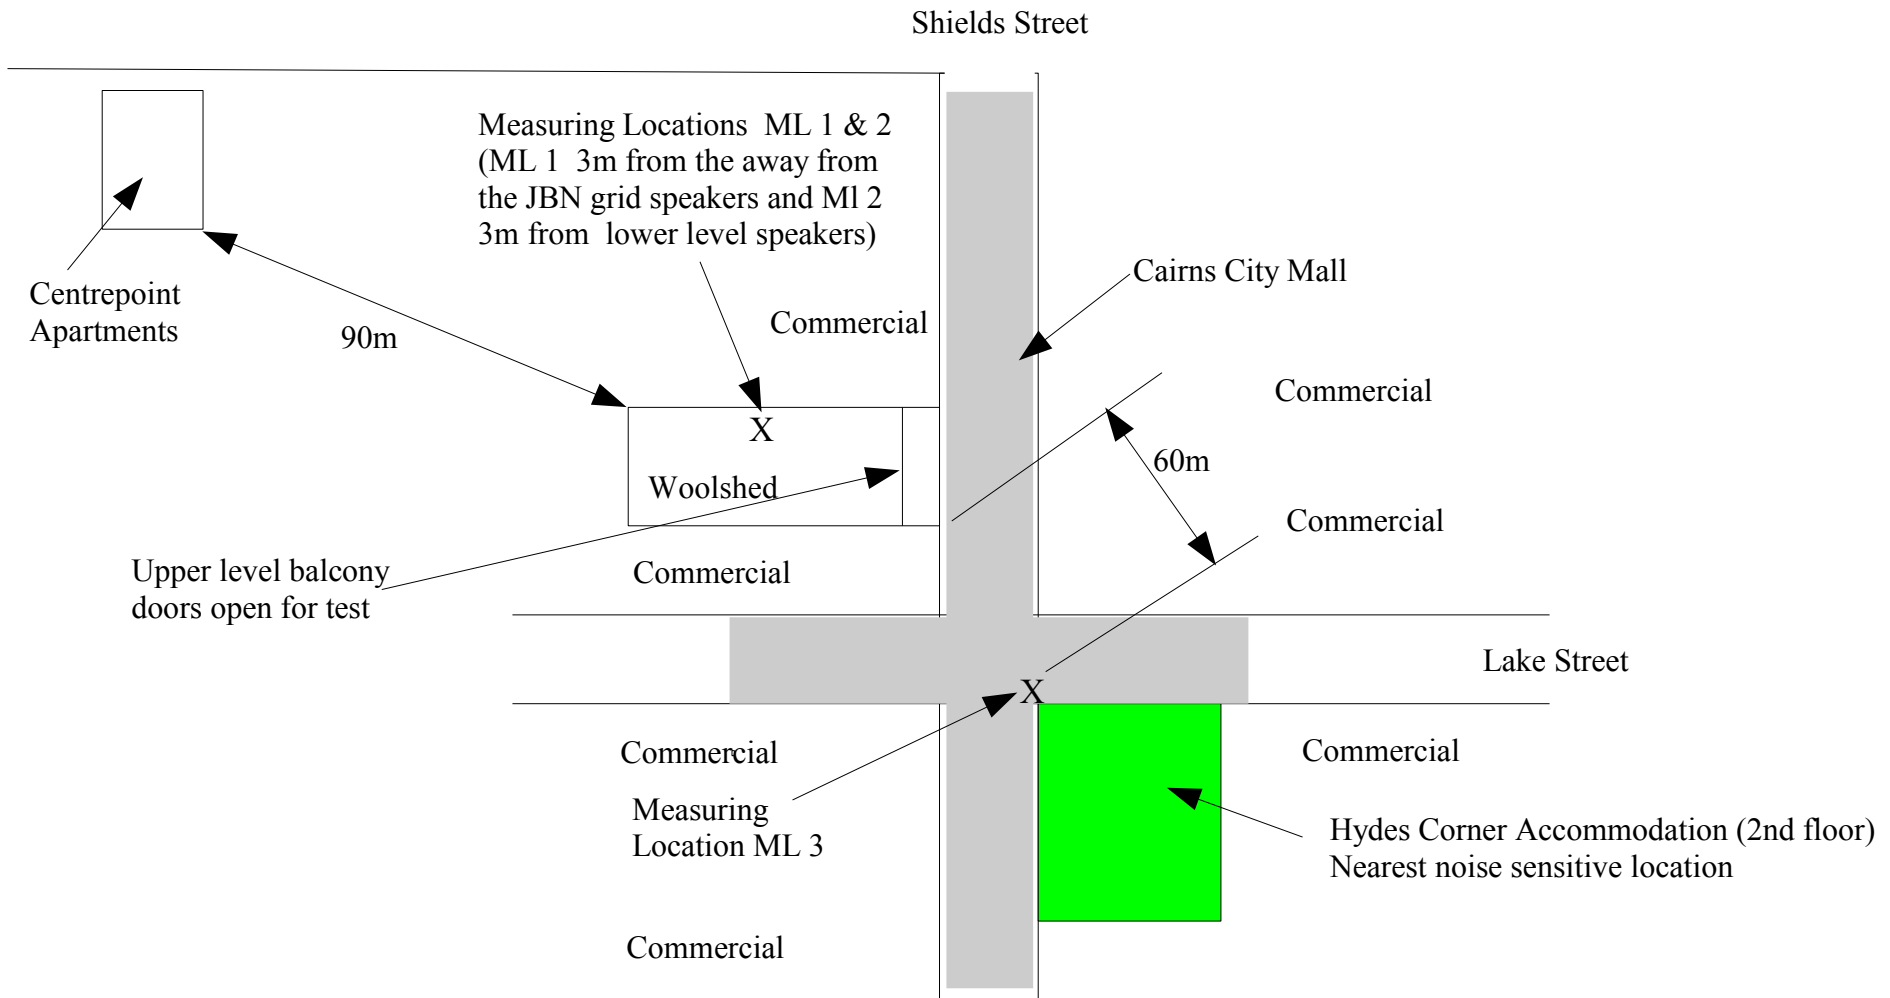 Shields Street
Measuring Locations ML 1 & 2
(ML 1 3m from the away from
the JBN grid speakers and Ml 2
3m from lower level speakers)
Cairns City Mall
Centrepoint
Apartments
90m
Commercial
Commercial
X
60m
Woolshed
Commercial
Upper level balcony
doors open for test
Commercial
Lake Street
X
Commercial
Commercial
Measuring
Location ML 3
Hydes Corner Accommodation (2nd floor)
Nearest noise sensitive location
Commercial